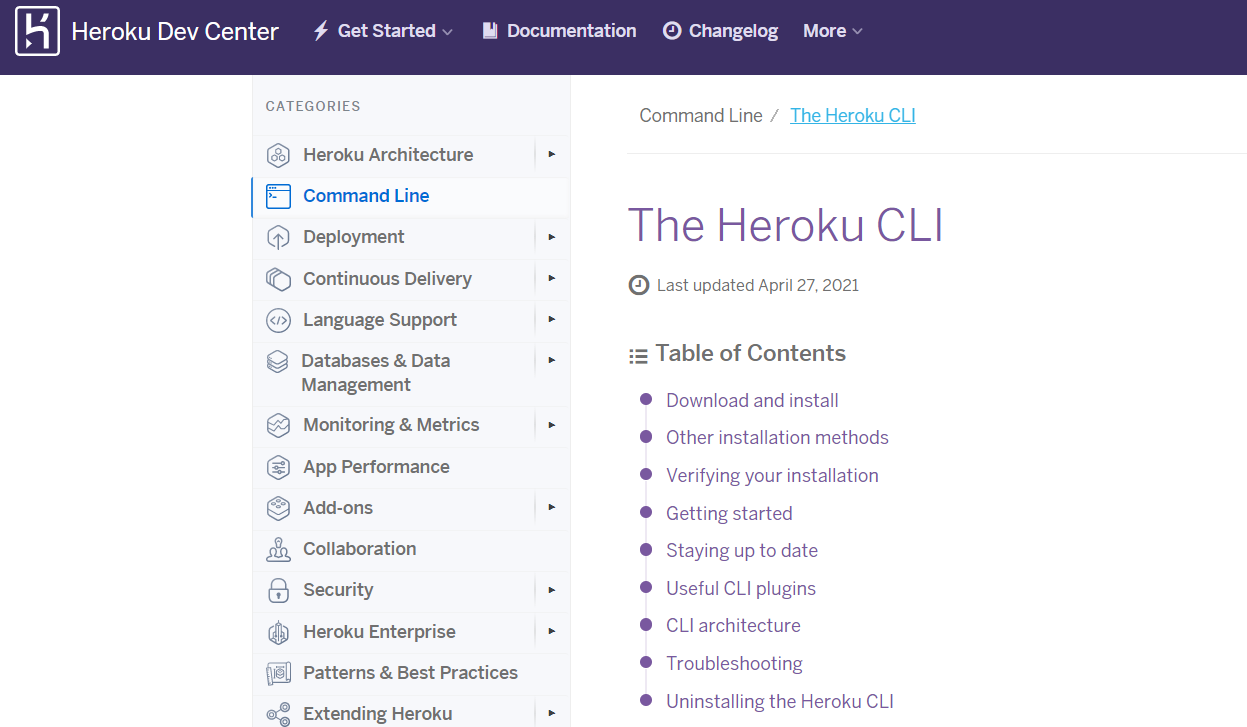 Heroku Dev Center
Get Started
Documentation
Changelog
More
CATEGORIES
Heroku Architecture
Command Line
Deployment
Continuous Delivery
Language Support
Databases & Data
Management
Monitoring & Metrics
App Performance
Add-ons
Collaboration
Security
Heroku Enterprise
Patterns & Best Practices
Extending Heroku
Command Line / The Heroku CLI
The Heroku CLI
Last updated April 27, 2021
Table of Contents
Download and install
Other installation methods
Verifying your installation
Getting started
Staying up to date
Useful CLI plugins
CLI architecture
Troubleshooting
Uninstalling the Heroku CLI